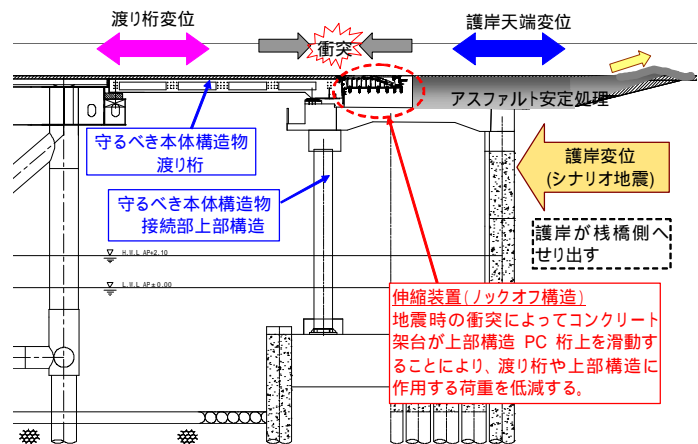 渡り桁変位
衝突
護岸天端変位
アスファルト安定処理
守るべき本体構造物
渡り桁
守るべき本体構造物
接続部上部構造
護岸変位
(シナリオ地震)
護岸が桟橋側へ
せり出す
H.W.L AP+2.10
L.W.L AP±0.00
伸縮装置(ノックオフ構造)
地震時の衝突によってコンクリート
架台が上部構造 PC 桁上を滑動す
ることにより、渡り桁や上部構造に
作用する荷重を低減する。